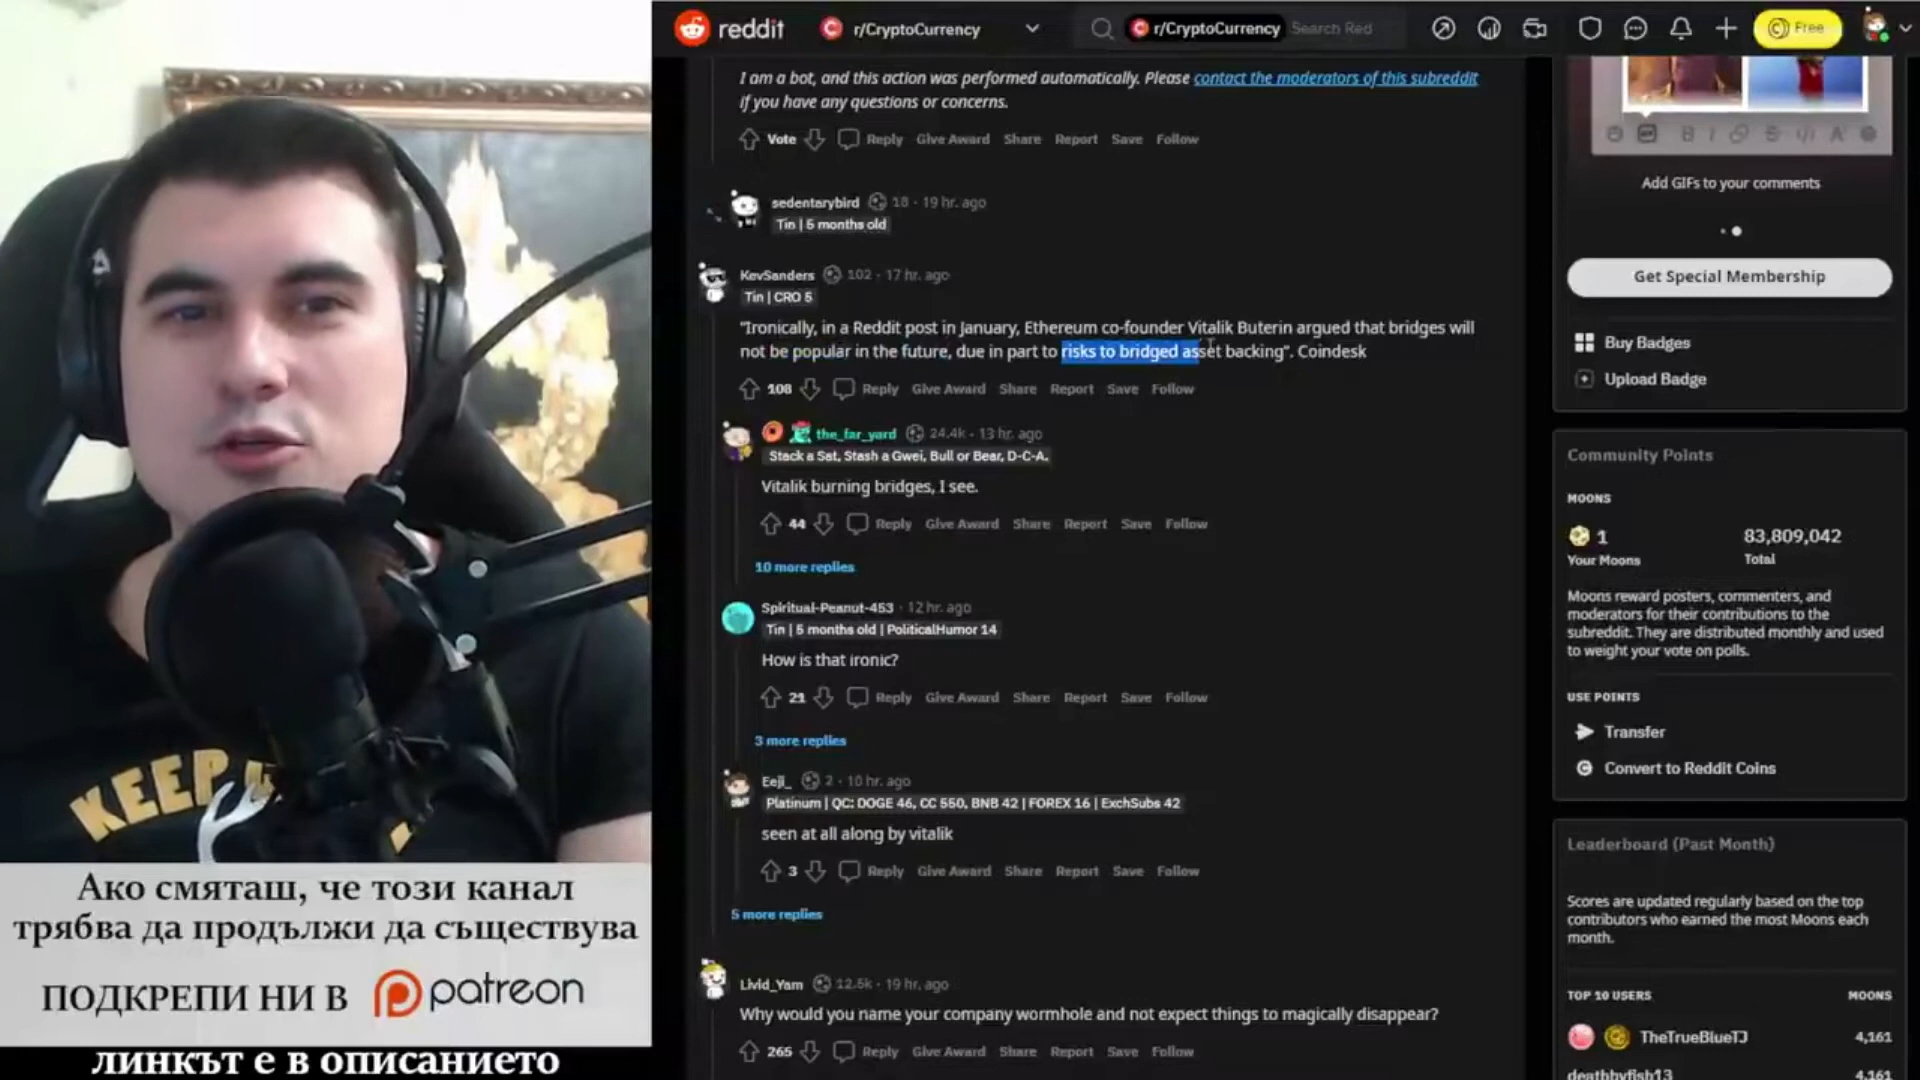 reddit
r/CryptoCurrency
r/CryptoCurrency Search Red
Free
I am a bot, and this action was performed automatically. Please contact the moderators of this subreddit
if you have any questions or concerns.
Vote Reply Give Award Share Report Save Follow
sedentarybird 18 · 19 hr. ago
Tin | 5 months old
KevSanders 102 · 17 hr. ago
Tin | CRO 5
"Ironically, in a Reddit post in January, Ethereum co-founder Vitalik Buterin argued that bridges will
not be popular in the future, due in part to risks to bridged asset backing". Coindesk
108 Reply Give Award Share Report Save Follow
the_far_yard 24.4k · 13 hr. ago
Stack a Sat, Stash a Gwei, Bull or Bear, D-C-A.
Vitalik burning bridges, I see.
44 Reply Give Award Share Report Save Follow
10 more replies
Spiritual-Peanut-453 · 12 hr. ago
Tin | 5 months old | PoliticalHumor 14
How is that ironic?
21 Reply Give Award Share Report Save Follow
3 more replies
Eeji_ 2 · 10 hr. ago
Platinum | QC: DOGE 46, CC 550, BNB 42 | FOREX 16 | ExchSubs 42
seen at all along by vitalik
3 Reply Give Award Share Report Save Follow
5 more replies
Livid_Yam 12.5k · 19 hr. ago
Why would you name your company wormhole and not expect things to magically disappear?
265 Reply Give Award Share Report Save Follow
Add GIFs to your comments
Get Special Membership
Buy Badges
Upload Badge
Community Points
MOONS
1 83,809,042
Your Moons Total
Moons reward posters, commenters, and
moderators for their contributions to the
subreddit. They are distributed monthly and used
to weight your vote on polls.
USE POINTS
Transfer
Convert to Reddit Coins
Leaderboard (Past Month)
Scores are updated regularly based on the top
contributors who earned the most Moons each
month.
TOP 10 USERS MOONS
TheTrueBlueTJ 4,161
deathbyfish13 4,161
KEEP
Ако смяташ, че този канал
трябва да продължи да съществува
ПОДКРЕПИ НИ В patreon
линкът е в описанието